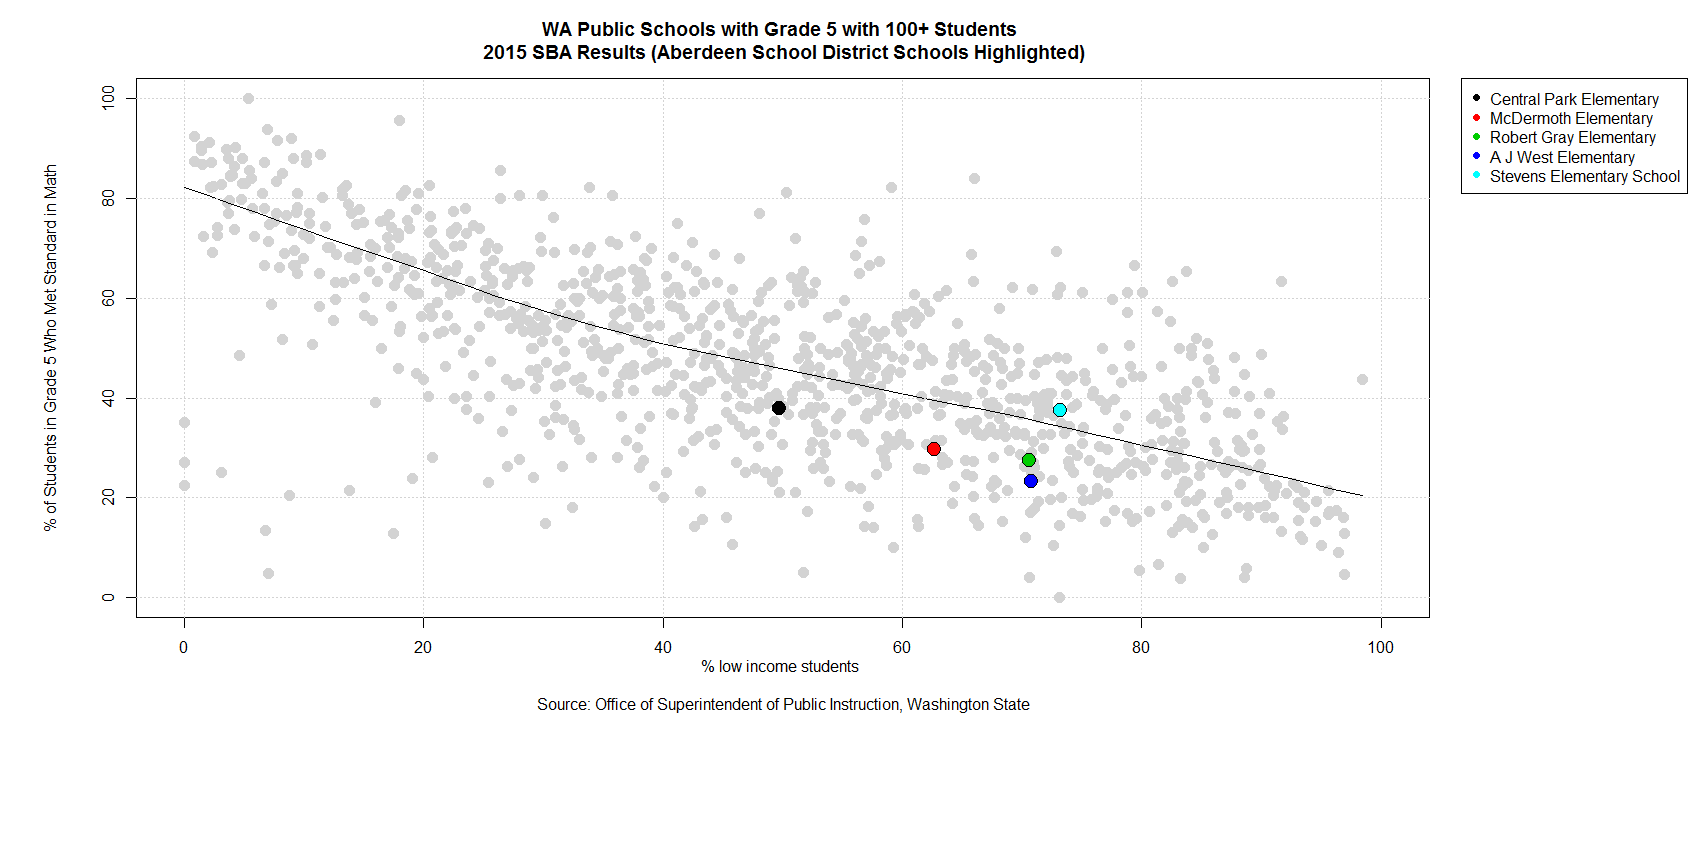 WA Public Schools with Grade 5 with 100+ Students
2015 SBA Results (Aberdeen School District Schools Highlighted)
% of Students in Grade 5 Who Met Standard in Math
100
80
60
40
20
0
0 20 40 60 80 100
% low income students
Source: Office of Superintendent of Public Instruction, Washington State
Central Park Elementary
McDermoth Elementary
Robert Gray Elementary
A J West Elementary
Stevens Elementary School